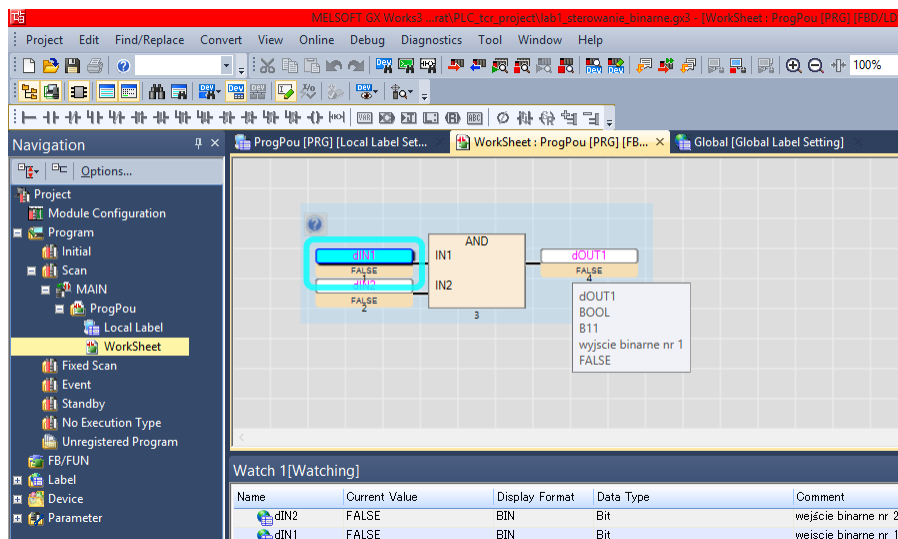 MELSOFT GX Works3 ...rat\PLC_tcr_project\lab1_sterowanie_binarne.gx3 - [WorkSheet : ProgPou [PRG] [FBD/LD
Project Edit Find/Replace Convert View Online Debug Diagnostics Tool Window Help
100%
Navigation
ProgPou [PRG] [Local Label Set...
WorkSheet : ProgPou [PRG] [FB...
Global [Global Label Setting]
Options...
Project
Module Configuration
Program
Initial
Scan
MAIN
ProgPou
Local Label
WorkSheet
Fixed Scan
Event
Standby
No Execution Type
Unregistered Program
FB/FUN
Label
Device
Parameter
AND
dIN1 IN1 dOUT1
FALSE FALSE
1 4
dIN2 IN2
FALSE
2 3
dOUT1
BOOL
B11
wyjscie binarne nr 1
FALSE
Watch 1[Watching]
Name Current Value Display Format Data Type Comment
dIN2 FALSE BIN Bit wejście binarne nr 2
dIN1 FALSE BIN Bit wejscie binarne nr 1